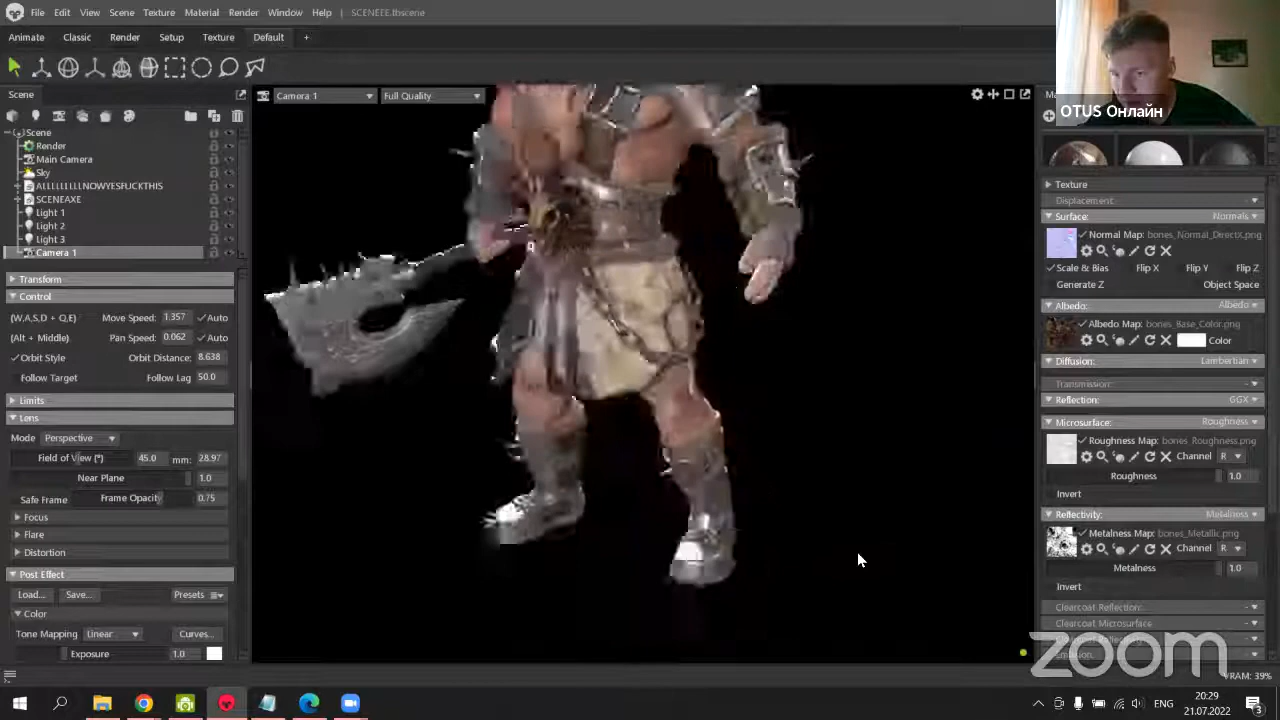 File Edit View Scene Texture Material Render Window Help SCENEFE.tbscene
Animate Classic Render Setup Texture Default +
OTUS Онлайн
Scene
Camera 1 Full Quality
Scene
Render
Main Camera
Sky
SCENEAXE
Light 1
Light 2
Light 3
Camera 1
Transform
Control
(W,A,S,D + Q,E) Move Speed: 1.357 Auto
(Alt + Middle) Pan Speed: 0.062 Auto
Orbit Style Orbit Distance: 8.638
Follow Target Follow Lag 50.0
Limits
Lens
Mode Perspective
Field of View (°) 45.0 mm: 28.97
Near Plane 1.0
Safe Frame Frame Opacity 0.75
Focus
Flare
Distortion
Post Effect
Load... Save... Presets
Color
Tone Mapping Linear Curves...
Exposure 1.0
Texture
Displacement:
Surface: Normals
Normal Map: bones_Normal_DirectX.png
Scale & Bias Flip X Flip Y Flip Z
Generate Z Object Space
Albedo: Albedo
Albedo Map: bones_Base_Color.png
Color
Diffusion: Lambertian
Transmission:
Reflection: GGX
Microsurface: Roughness
Roughness Map: bones_Roughness.png
Channel R
Roughness 1.0
Invert
Reflectivity: Metalness
Metalness Map: bones_Metallic.png
Channel R
Metalness 1.0
Invert
Clearcoat Reflection:
Clearcoat Microsurface
zoom
VRAM: 39%
ENG
20:29
21.07.2022
3